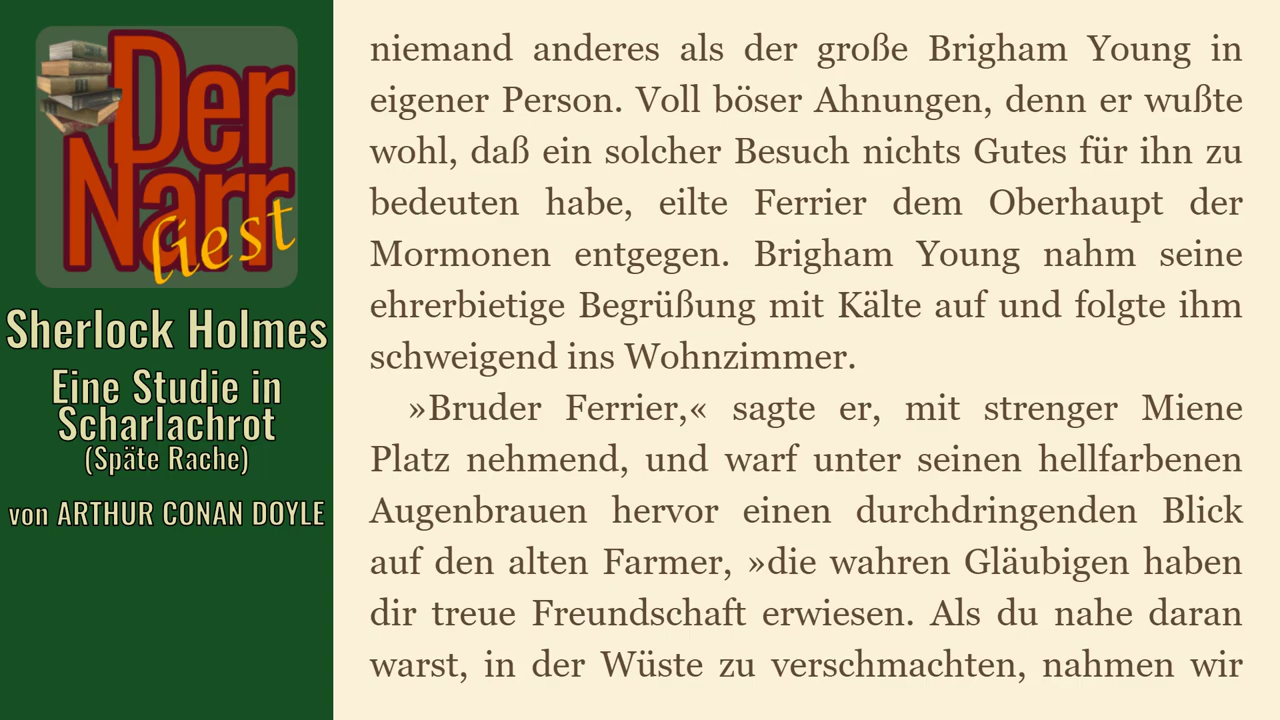 Der
Narr
liest
Sherlock Holmes
Eine Studie in
Scharlachrot
(Späte Rache)
von ARTHUR CONAN DOYLE
niemand anderes als der große Brigham Young in
eigener Person. Voll böser Ahnungen, denn er wußte
wohl, daß ein solcher Besuch nichts Gutes für ihn zu
bedeuten habe, eilte Ferrier dem Oberhaupt der
Mormonen entgegen. Brigham Young nahm seine
ehrerbietige Begrüßung mit Kälte auf und folgte ihm
schweigend ins Wohnzimmer.
»Bruder Ferrier,« sagte er, mit strenger Miene
Platz nehmend, und warf unter seinen hellfarbenen
Augenbrauen hervor einen durchdringenden Blick
auf den alten Farmer, »die wahren Gläubigen haben
dir treue Freundschaft erwiesen. Als du nahe daran
warst, in der Wüste zu verschmachten, nahmen wir